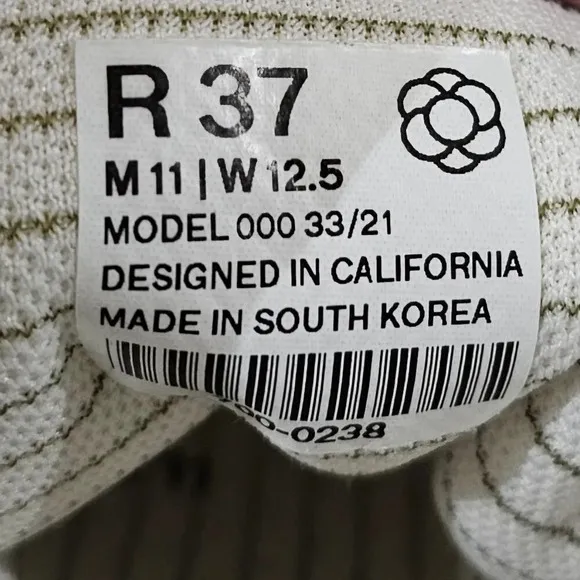 R 37
M 11 | W 12.5
MODEL 000 33/21
DESIGNED IN CALIFORNIA
MADE IN SOUTH KOREA
0-0238